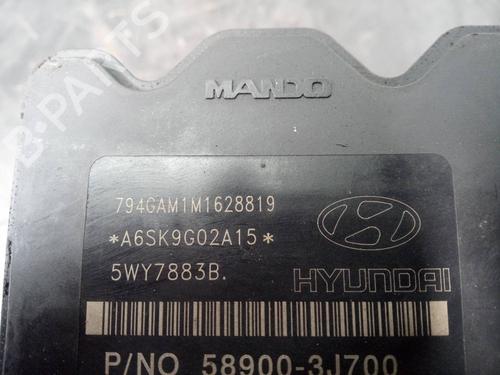 MANDO
794GAM1M1628819
*A6SK9G02A15*
5WY7883B.
HYUNDAI
P/NO 58900-3J700
B-PARTS